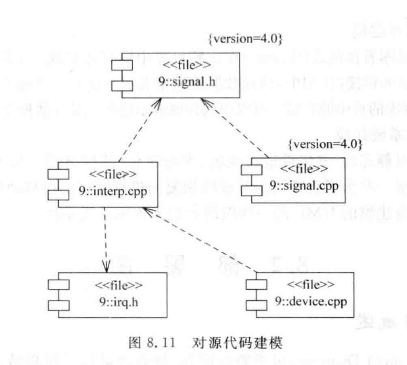 {version=4.0}
<<file>>
9::signal.h
{version=4.0}
<<file>>
9::interp.cpp
<<file>>
9::signal.cpp
<<file>>
9::irq.h
<<file>>
9::device.cpp
图 8.11 对源代码建模